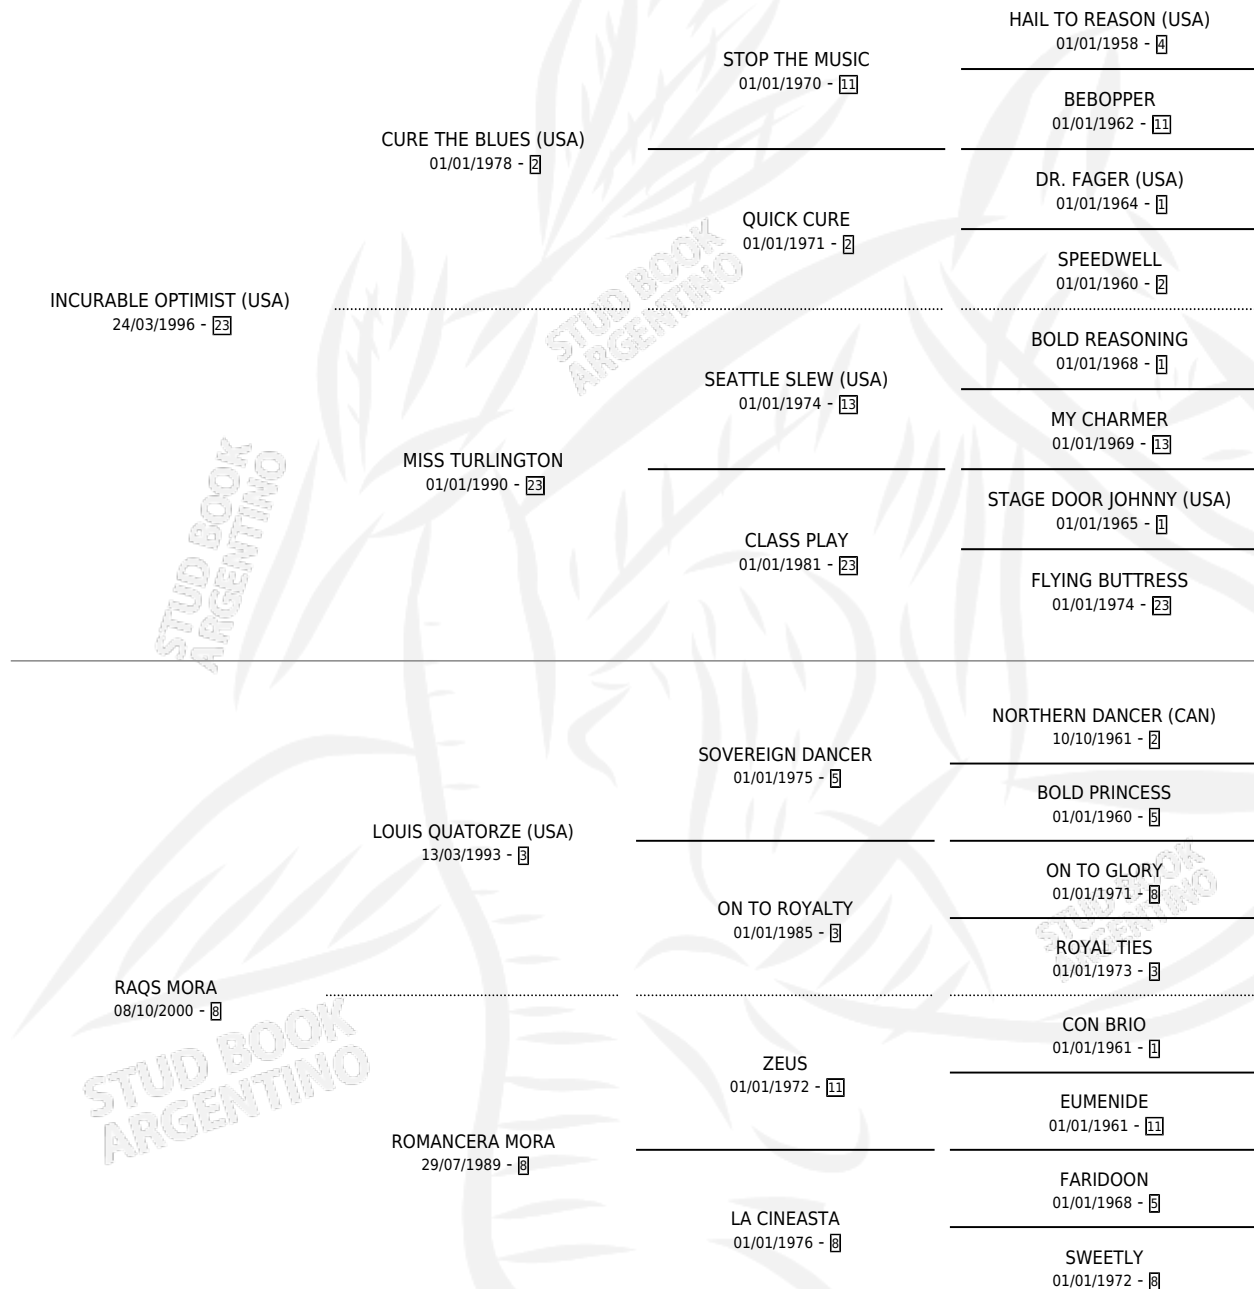 HAIL TO REASON (USA)
01/01/1958 - 4
STOP THE MUSIC
01/01/1970 - 11
BEBOPPER
01/01/1962 - 11
CURE THE BLUES (USA)
01/01/1978 - 2
DR. FAGER (USA)
01/01/1964 - 1
QUICK CURE
01/01/1971 - 2
SPEEDWELL
01/01/1960 - 2
INCURABLE OPTIMIST (USA)
24/03/1996 - 23
BOLD REASONING
01/01/1968 - 1
SEATTLE SLEW (USA)
01/01/1974 - 13
MY CHARMER
01/01/1969 - 13
MISS TURLINGTON
01/01/1990 - 23
STAGE DOOR JOHNNY (USA)
01/01/1965 - 1
CLASS PLAY
01/01/1981 - 23
FLYING BUTTRESS
01/01/1974 - 23
NORTHERN DANCER (CAN)
10/10/1961 - 2
SOVEREIGN DANCER
01/01/1975 - 5
BOLD PRINCESS
01/01/1960 - 5
LOUIS QUATORZE (USA)
13/03/1993 - 3
ON TO GLORY
01/01/1971 - 8
ON TO ROYALTY
01/01/1985 - 3
ROYAL TIES
01/01/1973 - 3
RAQS MORA
08/10/2000 - 8
CON BRIO
01/01/1961 - 1
ZEUS
01/01/1972 - 11
EUMENIDE
01/01/1961 - 11
ROMANCERA MORA
29/07/1989 - 8
FARIDOON
01/01/1968 - 5
LA CINEASTA
01/01/1976 - 8
SWEETLY
01/01/1972 - 8
STUD BOOK
ARGENTINO
STUD BOOK
ARGENTINO
STUD BOOK
ARGENTINO
STUD BOOK
ARGENTINO